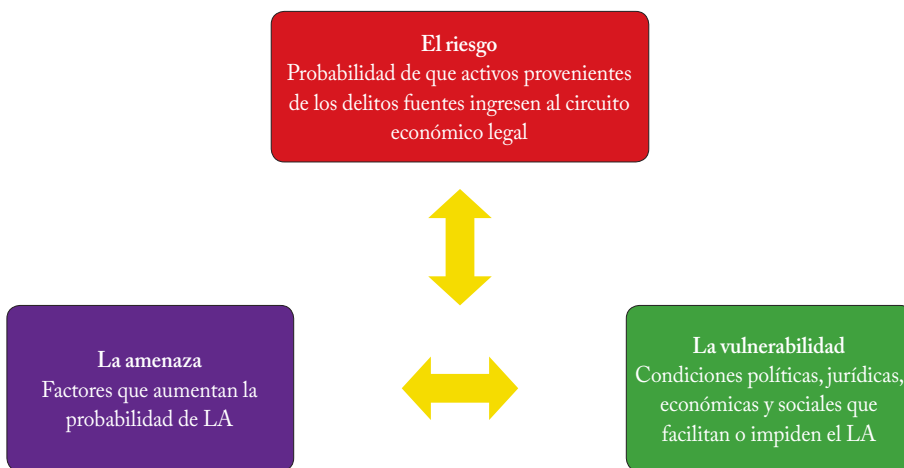 El riesgo
Probabilidad de que activos provenientes
de los delitos fuentes ingresen al circuito
económico legal
La amenaza
Factores que aumentan la
probabilidad de LA
La vulnerabilidad
Condiciones políticas, jurídicas,
económicas y sociales que
facilitan o impiden el LA